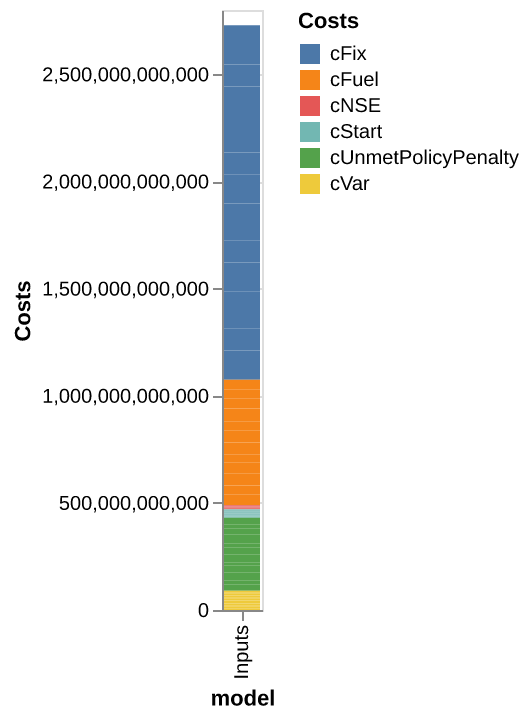 Costs
cFix
cFuel
cNSE
cStart
cUnmetPolicyPenalty
cVar
2,500,000,000,000
2,000,000,000,000
1,500,000,000,000
1,000,000,000,000
500,000,000,000
0
Costs
Inputs
model